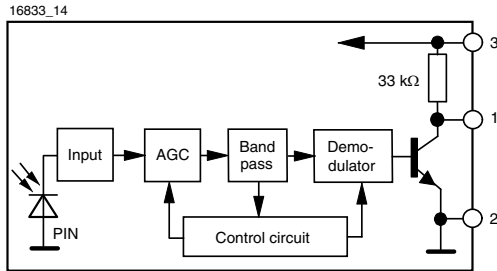 16833_14
3
33 kΩ
1
Input
AGC
Band
pass
Demo-
dulator
PIN
Control circuit
2